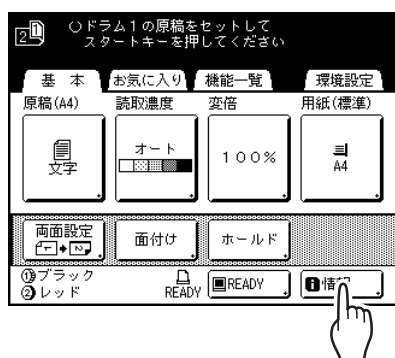 2 1 ○ドラム1の原稿をセットして
スタートキーを押してください
基本 お気に入り 機能一覧 環境設定
原稿(A4) 読取濃度 変倍 用紙(標準)
文字 オート 100% A4
両面設定 面付け ホールド
①ブラック
②レッド READY READY 情報